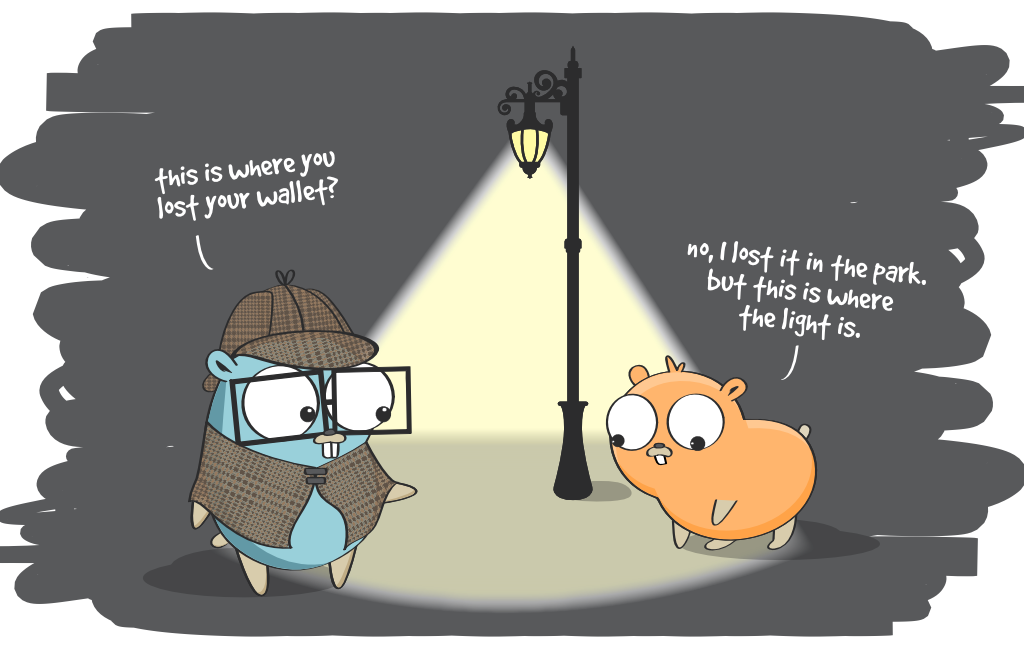 this is where you
lost your wallet?
no, I lost it in the park.
but this is where
the light is.